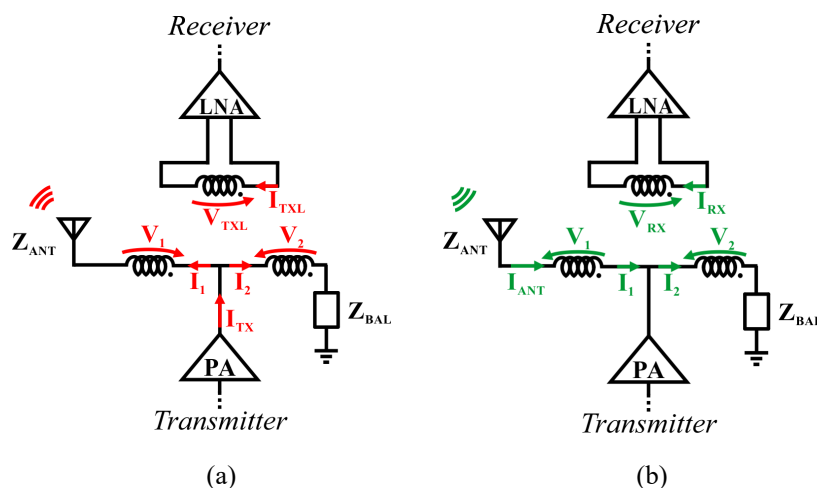 Receiver
LNA
I_TXL
V_TXL
Z_ANT
V_1
V_2
I_1
I_2
I_TX
Z_BAL
PA
Transmitter
(a)
Receiver
LNA
I_RX
V_RX
Z_ANT
V_1
V_2
I_ANT
I_1
I_2
Z_BAL
PA
Transmitter
(b)